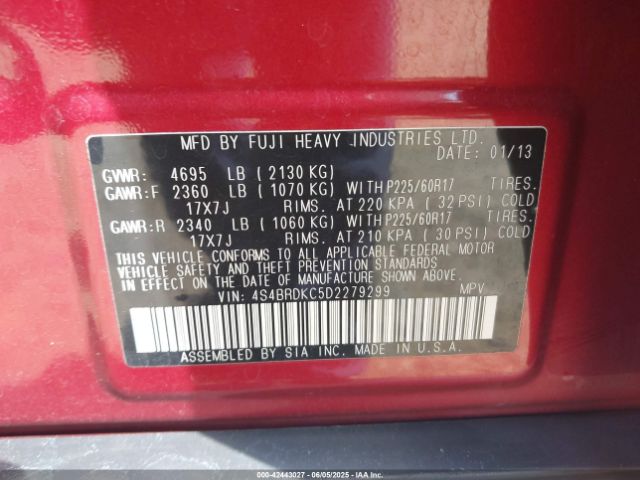 MFD BY FUJI HEAVY INDUSTRIES LTD.
DATE: 01/13
GVWR: 4695 LB (2130 KG)
GAWR:F 2360 LB (1070 KG) WITH P225/60R17 TIRES.
17X7J RIMS. AT 220 KPA (32 PSI) COLD
GAWR:R 2340 LB (1060 KG) WITH P225/60R17 TIRES.
17X7J RIMS. AT 210 KPA (30 PSI) COLD
THIS VEHICLE CONFORMS TO ALL APPLICABLE FEDERAL MOTOR
VEHICLE SAFETY AND THEFT PREVENTION STANDARDS
IN EFFECT ON THE DATE OF MANUFACTURE SHOWN ABOVE.
VIN: 4S4BRDKC5D2279299 MPV
ASSEMBLED BY SIA INC. MADE IN U.S.A.
000-42443027 - 06/05/2025 - IAAI.COM